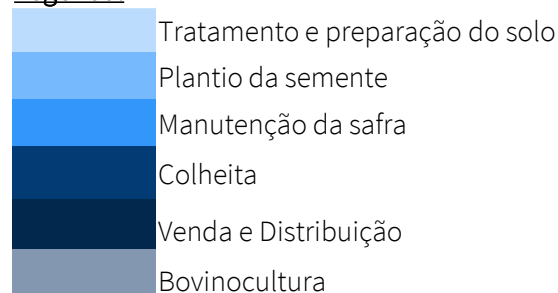 Tratamento e preparação do solo
Plantio da semente
Manutenção da safra
Colheita
Venda e Distribuição
Bovinocultura